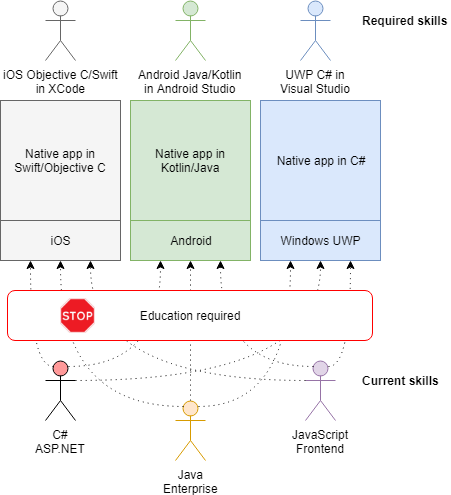 Required skills
iOS Objective C/Swift
in XCode
Android Java/Kotlin
in Android Studio
UWP C# in
Visual Studio
Native app in
Swift/Objective C
Native app in
Kotlin/Java
Native app in C#
iOS
Android
Windows UWP
STOP
Education required
Current skills
C#
ASP.NET
JavaScript
Frontend
Java
Enterprise